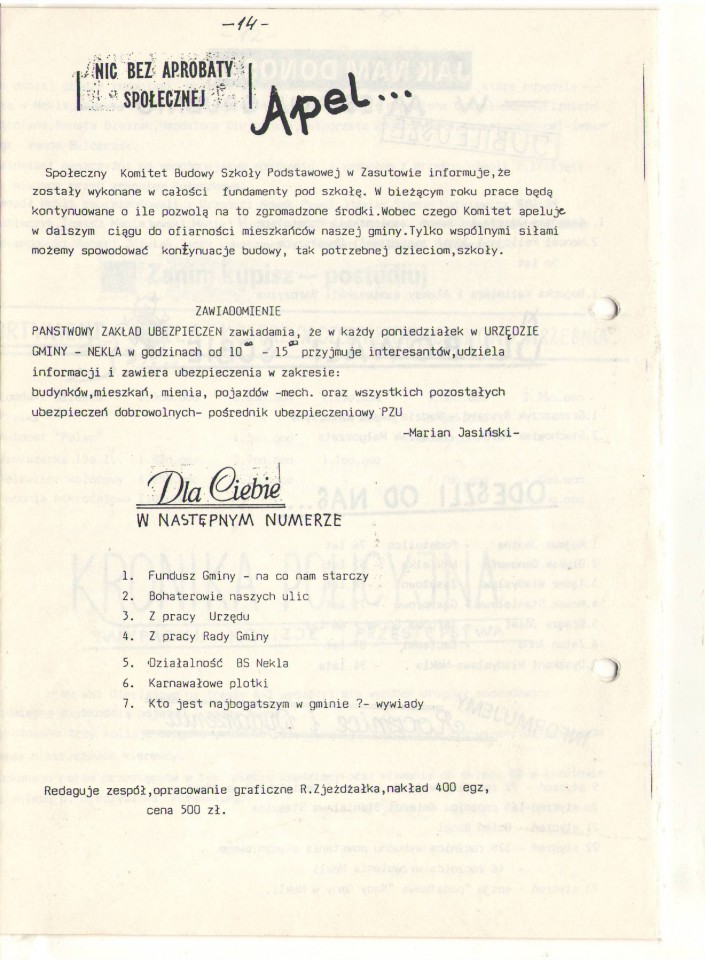 -14-
NIC BEZ APROBATY
SPOŁECZNEJ
Apel...
Społeczny Komitet Budowy Szkoły Podstawowej w Zasutowie informuje,że
zostały wykonane w całości fundamenty pod szkołę. W bieżącym roku prace będą
kontynuowane o ile pozwolą na to zgromadzone środki.Wobec czego Komitet apeluje
w dalszym ciągu do ofiarności mieszkańców naszej gminy.Tylko wspólnymi siłami
możemy spowodować kontynuacje budowy, tak potrzebnej dzieciom,szkoły.
ZAWIADOMIENIE
PAŃSTWOWY ZAKŁAD UBEZPIECZEN zawiadamia, że w każdy poniedziałek w URZĘDZIE
GMINY - NEKLA w godzinach od 10⁰⁰ - 15⁰⁰ przyjmuje interesantów,udziela
informacji i zawiera ubezpieczenia w zakresie:
budynków,mieszkań, mienia, pojazdów -mech. oraz wszystkich pozostałych
ubezpieczeń dobrowolnych- pośrednik ubezpieczeniowy PZU
-Marian Jasiński-
Dla Ciebie
W NASTĘPNYM NUMERZE
1. Fundusz Gminy - na co nam starczy
2. Bohaterowie naszych ulic
3. Z pracy Urzędu
4. Z pracy Rady Gminy
5. Działalność BS Nekla
6. Karnawałowe plotki
7. Kto jest najbogatszym w gminie ?- wywiady
Redaguje zespół,opracowanie graficzne R.Zjeżdżałka,nakład 400 egz,
cena 500 zł.